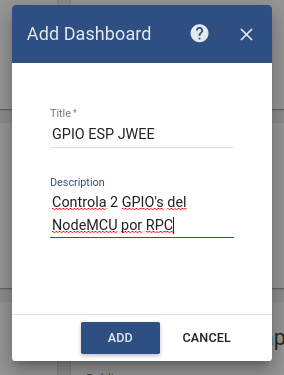 Add Dashboard
Title *
GPIO ESP JWEE
Description
Controla 2 GPIO's del
NodeMCU por RPC
ADD
CANCEL